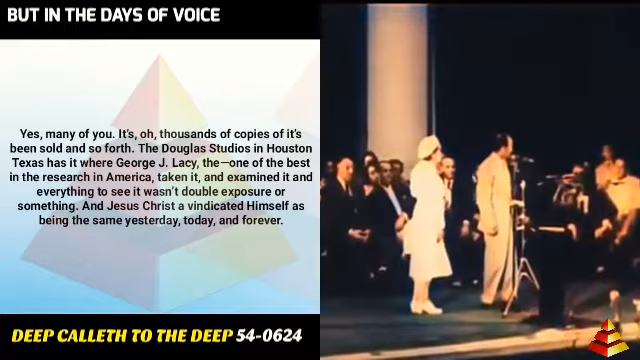 BUT IN THE DAYS OF VOICE
Yes, many of you. It's, oh, thousands of copies of it's
been sold and so forth. The Douglas Studios in Houston
Texas has it where George J. Lacy, the—one of the best
in the research in America, taken it, and examined it and
everything to see it wasn't double exposure or
something. And Jesus Christ a vindicated Himself as
being the same yesterday, today, and forever.
DEEP CALLETH TO THE DEEP 54-0624